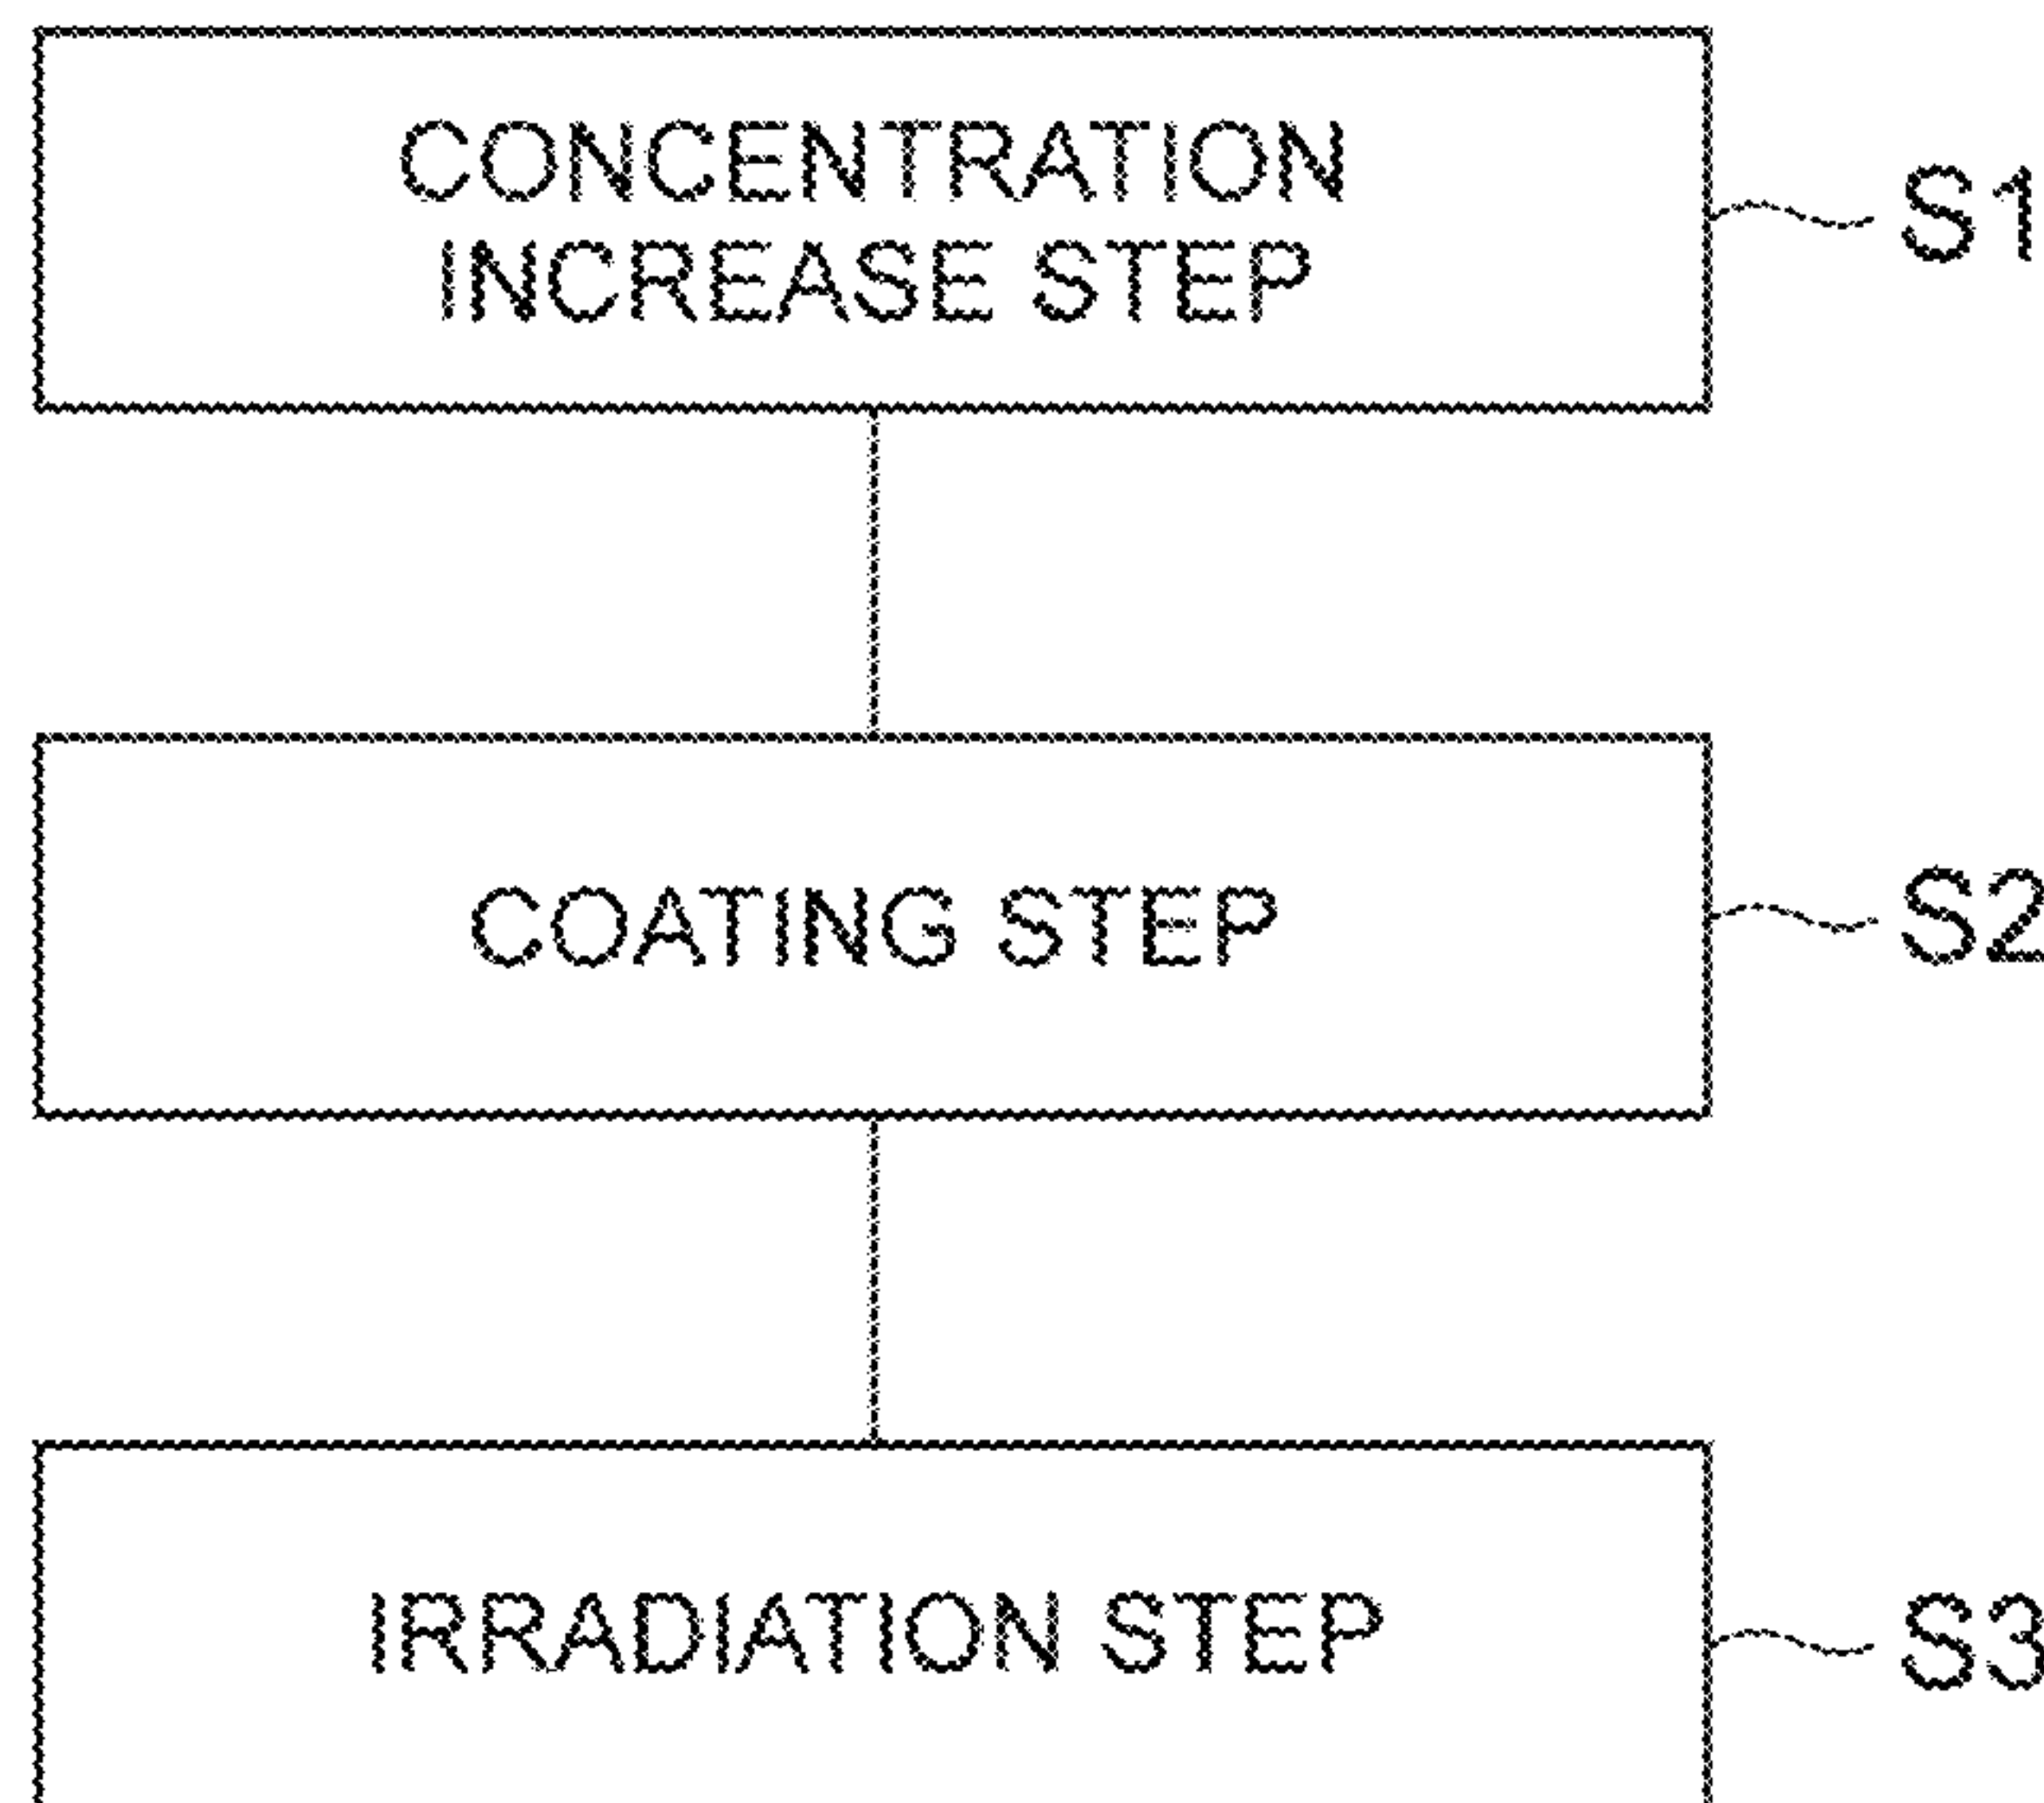 CONCENTRATION
INCREASE STEP
S1
COATING STEP
S2
IRRADIATION STEP
S3